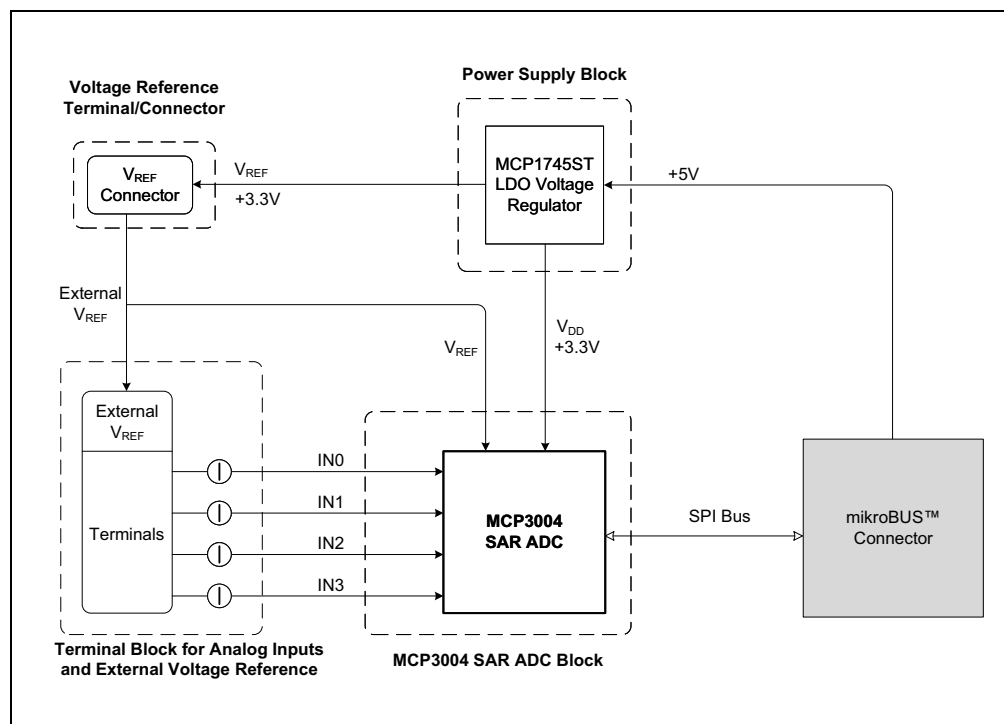 Power Supply Block
Voltage Reference
Terminal/Connector
MCP1745ST
LDO Voltage
Regulator
VREF
Connector
VREF
+3.3V
+5V
External
VREF
VREF
VDD
+3.3V
External
VREF
Terminals
IN0
IN1
IN2
IN3
MCP3004
SAR ADC
SPI Bus
mikroBUS™
Connector
Terminal Block for Analog Inputs
and External Voltage Reference
MCP3004 SAR ADC Block